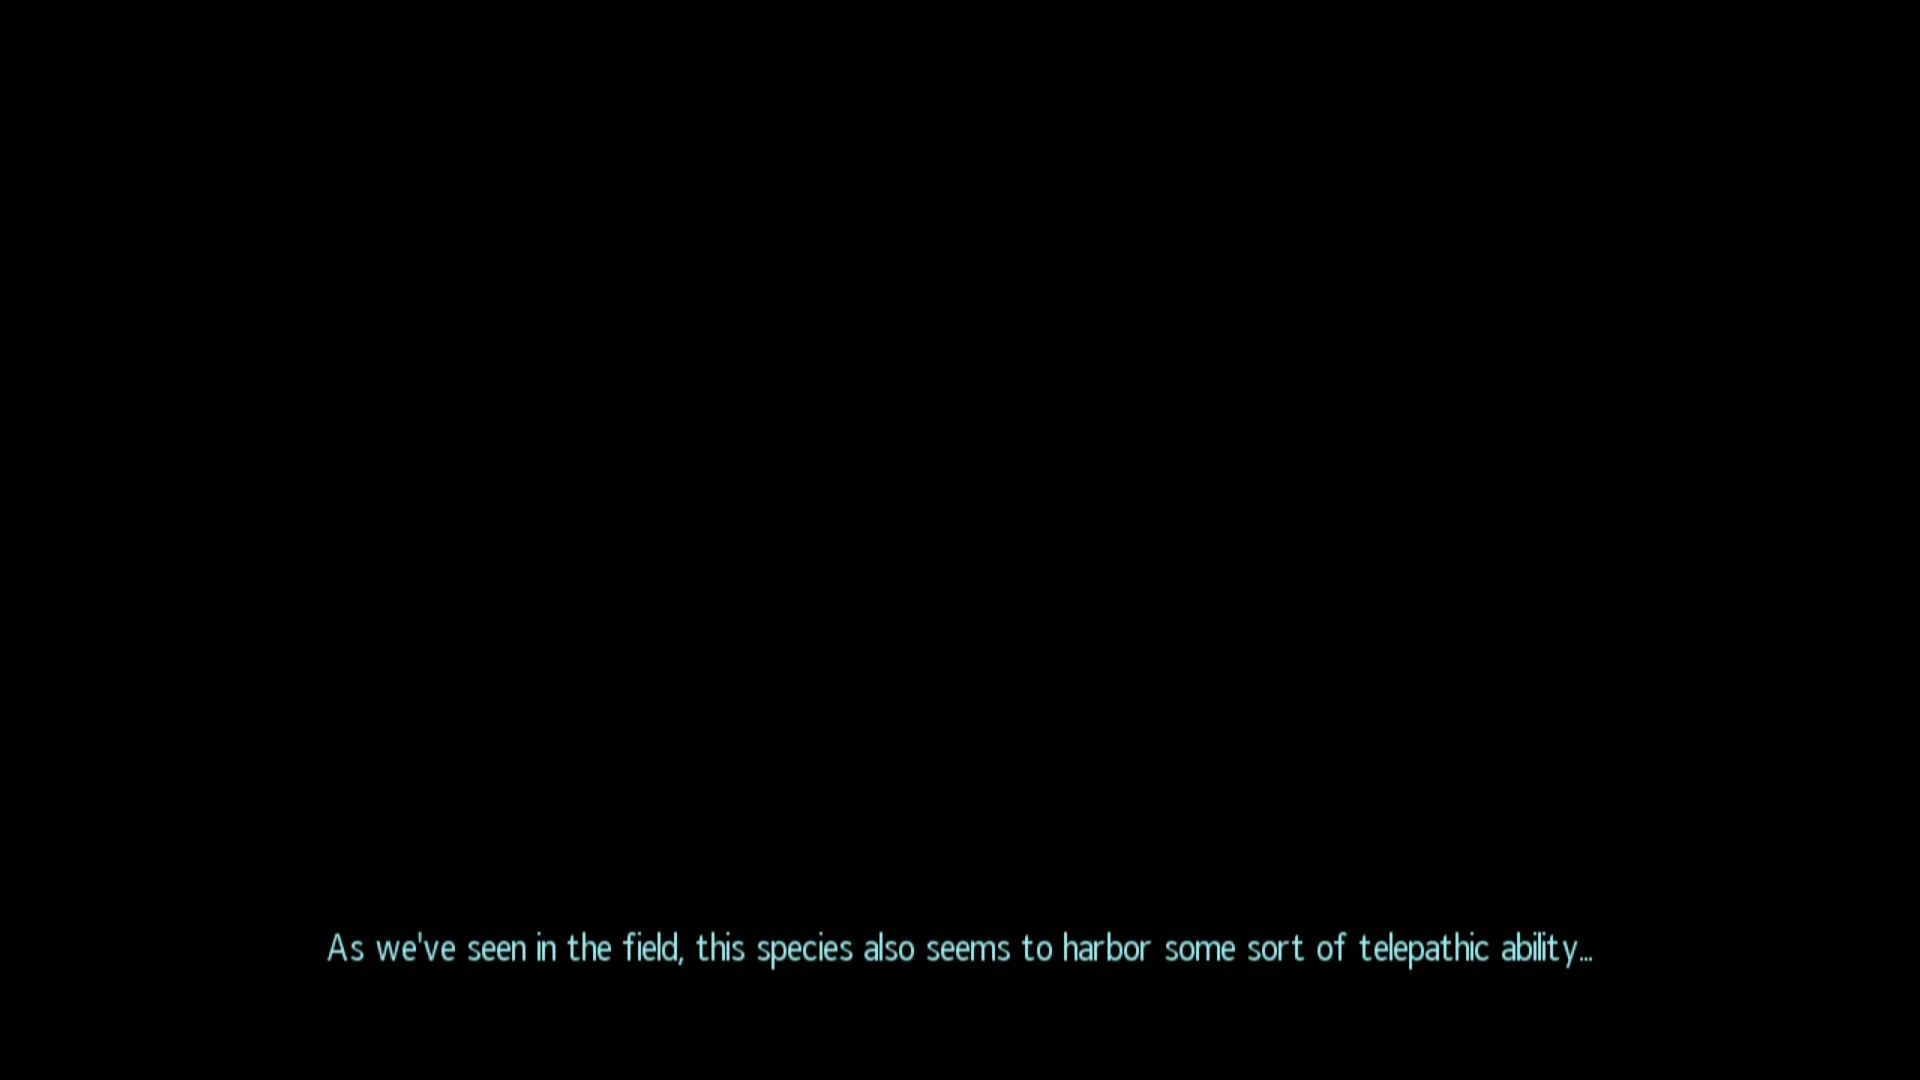 As we've seen in the field, this species also seems to harbor some sort of telepathic ability...